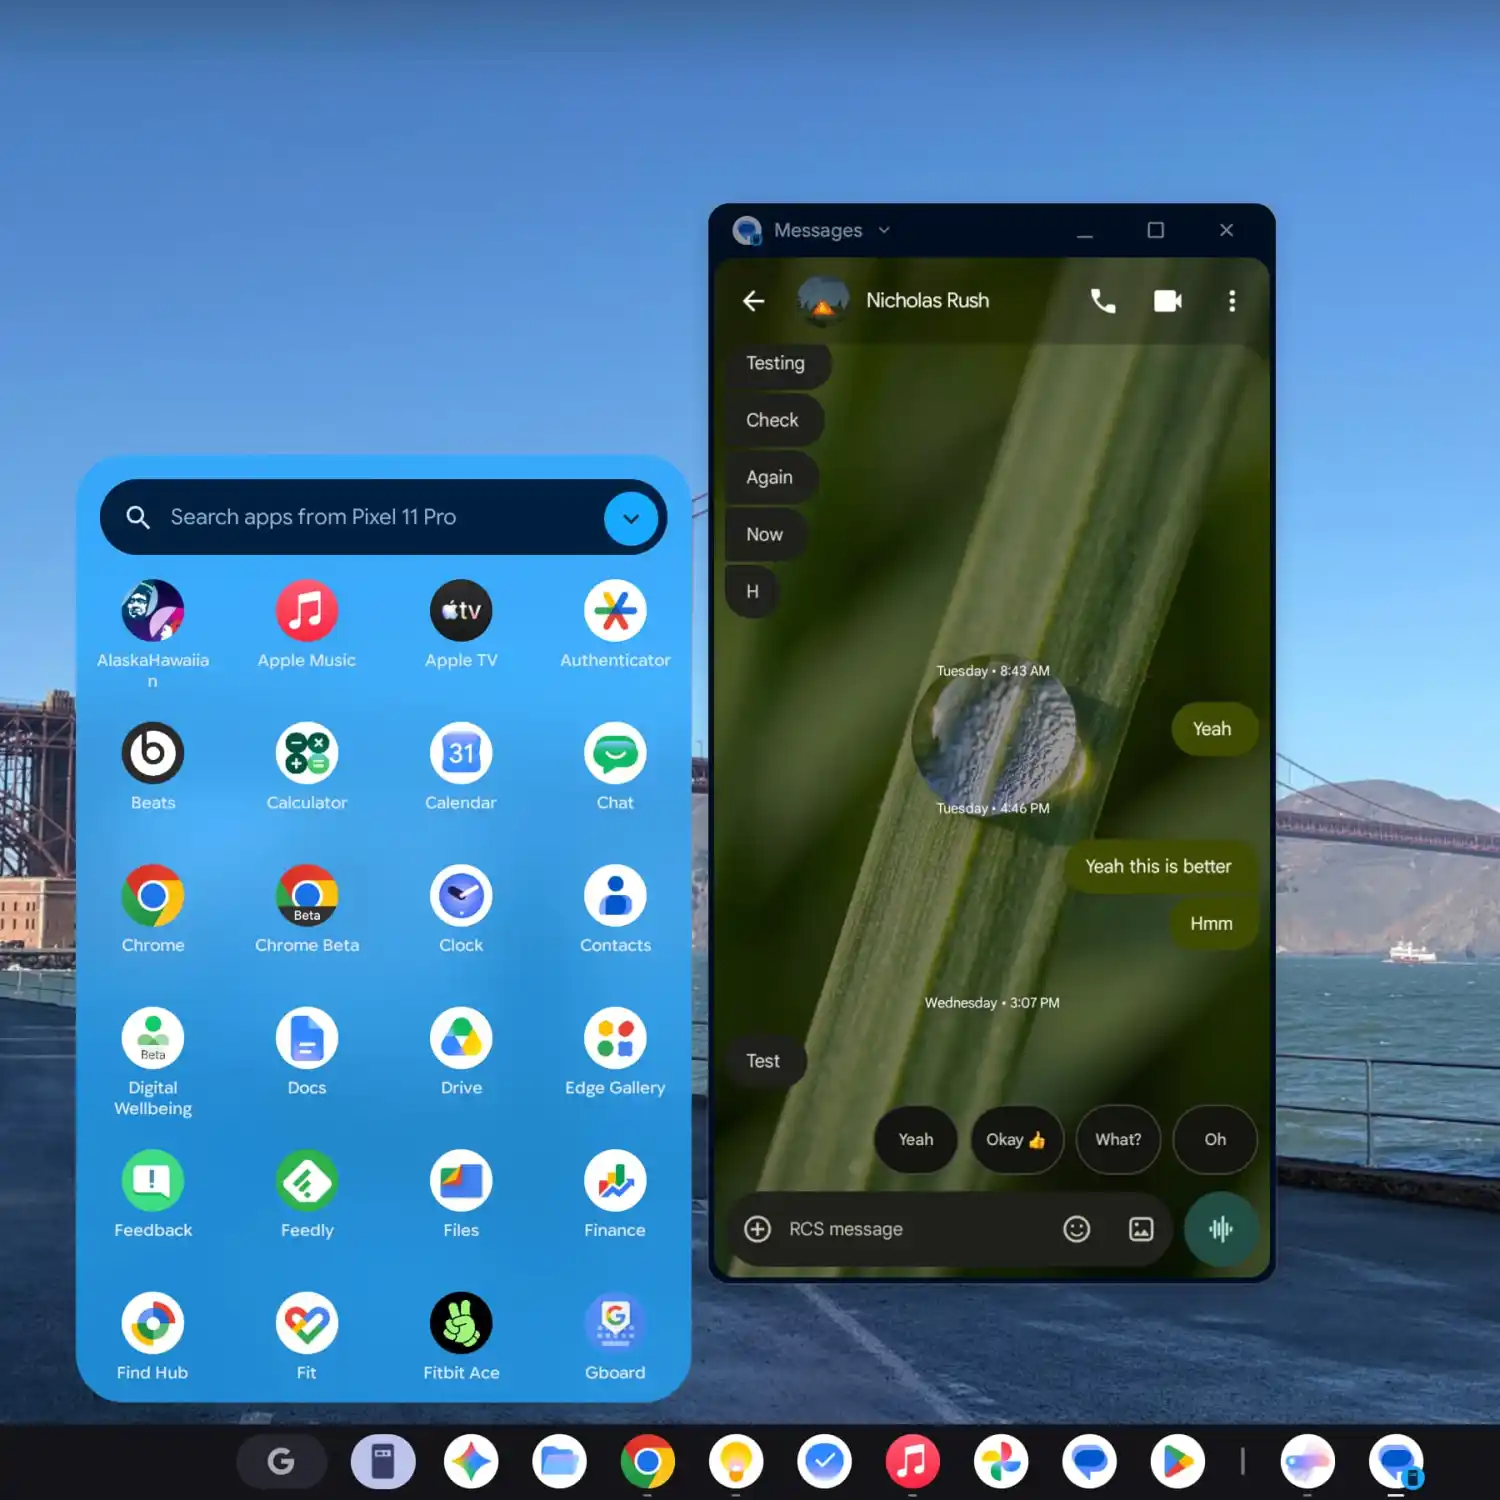 Search apps from Pixel 11 Pro
AlaskaHawaiia
n
Apple Music
tv
Apple TV
Authenticator
b
Beats
Calculator
31
Calendar
Chat
Chrome
Beta
Chrome Beta
Clock
Contacts
Beta
Digital
Wellbeing
Docs
Drive
Edge Gallery
Feedback
Feedly
Files
Finance
Find Hub
Fit
Fitbit Ace
G
Gboard
Messages
Nicholas Rush
Testing
Check
Again
Now
H
Tuesday • 8:43 AM
Yeah
Tuesday • 4:46 PM
Yeah this is better
Hmm
Wednesday • 3:07 PM
Test
Yeah
Okay 👍
What?
Oh
RCS message
G